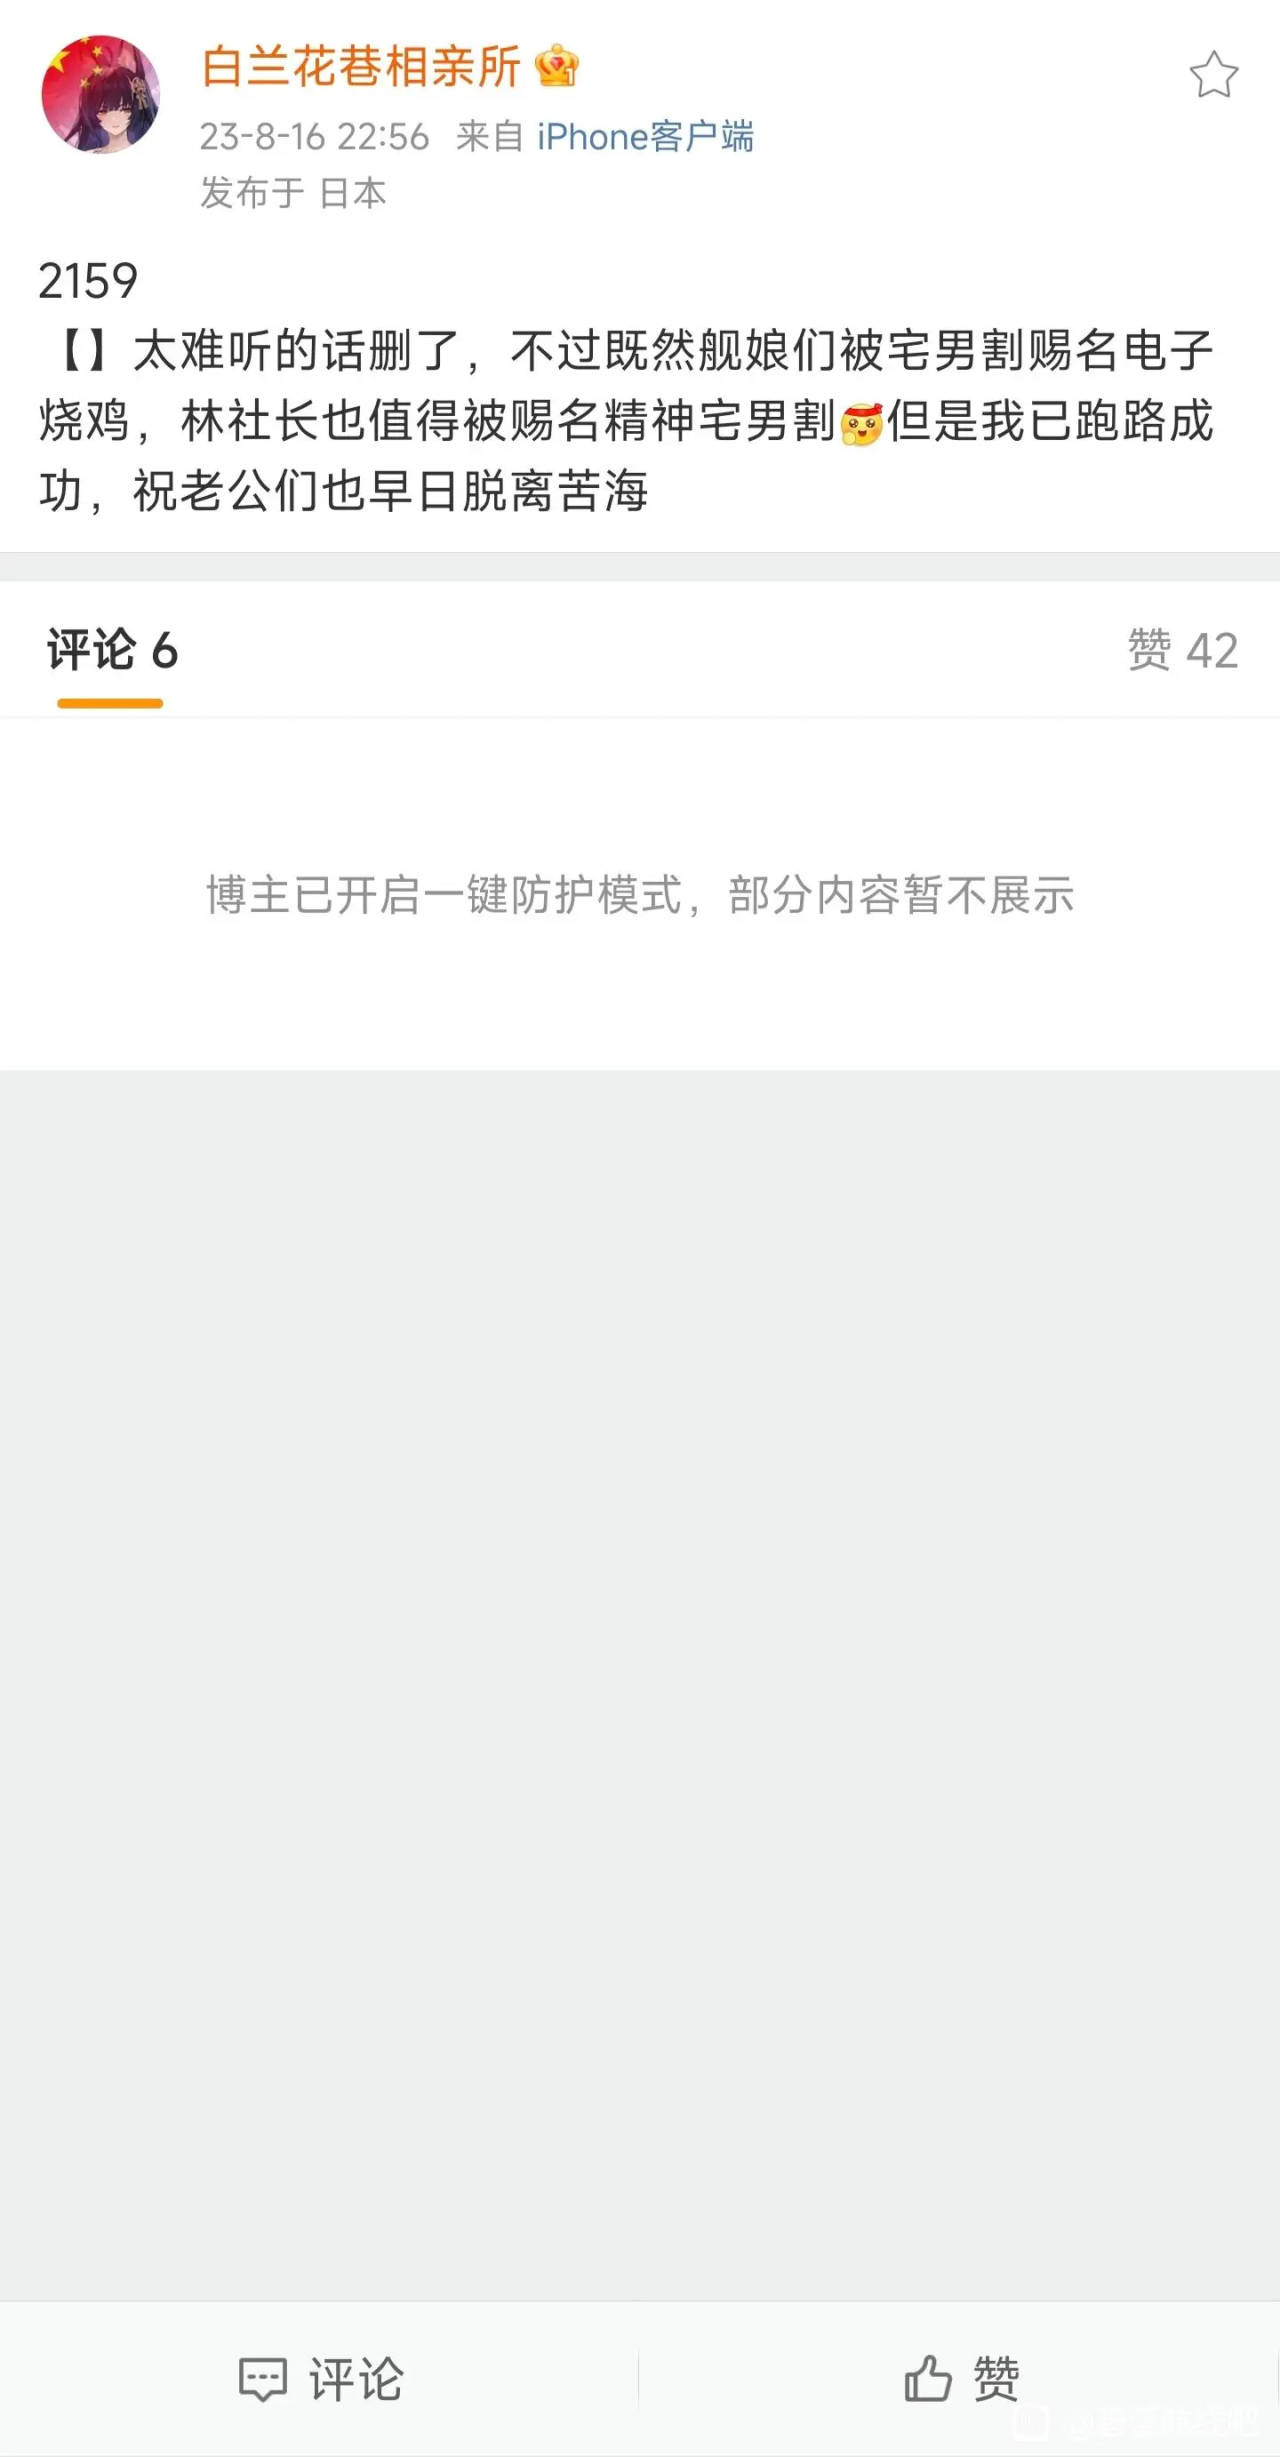 白兰花巷相亲所
23-8-16 22:56 来自 iPhone客户端
发布于 日本
2159
【】太难听的话删了，不过既然舰娘们被宅男割赐名电子
烧鸡，林社长也值得被赐名精神宅男割🥰但是我已跑路成
功，祝老公们也早日脱离苦海
评论 6
赞 42
博主已开启一键防护模式，部分内容暂不展示
评论
赞